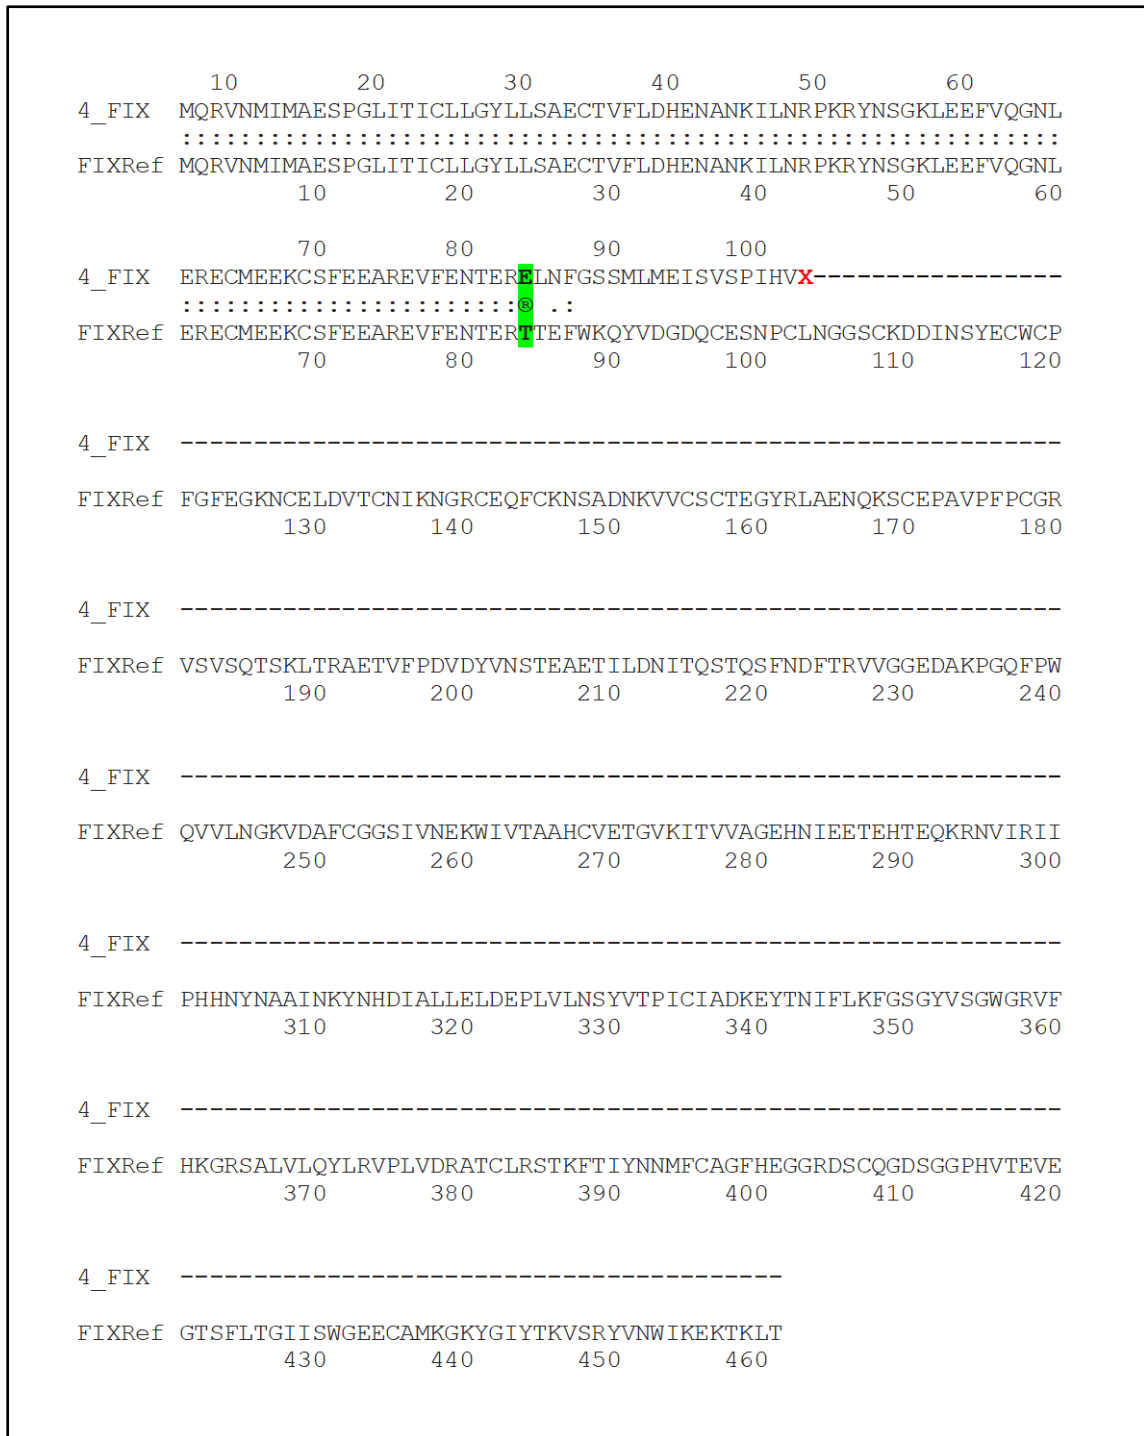 10 20 30 40 50 60
4_FIX MQRVNMIMAESPGLITICLLGYLLSAECTVFLDHENANKILNRPKRYNSGKLEEFVQGNL
::::::::::::::::::::::::::::::::::::::::::::::::::::::::::::
FIXRef MQRVNMIMAESPGLITICLLGYLLSAECTVFLDHENANKILNRPKRYNSGKLEEFVQGNL
10 20 30 40 50 60
70 80 90 100
4_FIX ERECMEEKCSFEEAREVFENTERELNFGSSMLMEISVSPIHVX-----------------
:::::::::::::::::::::::® .:
FIXRef ERECMEEKCSFEEAREVFENTERTTEFWKQYVDGDQCESNPCLNGGSCKDDINSYECWCP
70 80 90 100 110 120
4_FIX ------------------------------------------------------------
FIXRef FGFEGKNCELDVTCNIKNGRCEQFCKNSADNKVVCSCTEGYRLAENQKSCEPAVPFPCGR
130 140 150 160 170 180
4_FIX ------------------------------------------------------------
FIXRef VSVSQTSKLTRAETVFPDVDYVNSTEAETILDNITQSTQSFNDFTRVVGGEDAKPGQFPW
190 200 210 220 230 240
4_FIX ------------------------------------------------------------
FIXRef QVVLNGKVDAFCGGSIVNEKWIVTAAHCVETGVKITVVAGEHNIEETEHTEQKRNVIRII
250 260 270 280 290 300
4_FIX ------------------------------------------------------------
FIXRef PHHNYNAAINKYNHDIALLELDEPLVLNSYVTPICIADKEYTNIFLKFGSGYVSGWGRVF
310 320 330 340 350 360
4_FIX ------------------------------------------------------------
FIXRef HKGRSALVLQYLRVPLVDRATCLRSTKFTIYNNMFCAGFHEGGRDSCQGDSGGPHVTEVE
370 380 390 400 410 420
4_FIX -----------------------------------------
FIXRef GTSFLTGIISWGEECAMKGKYGIYTKVSRYVNWIKEKTKLT
430 440 450 460